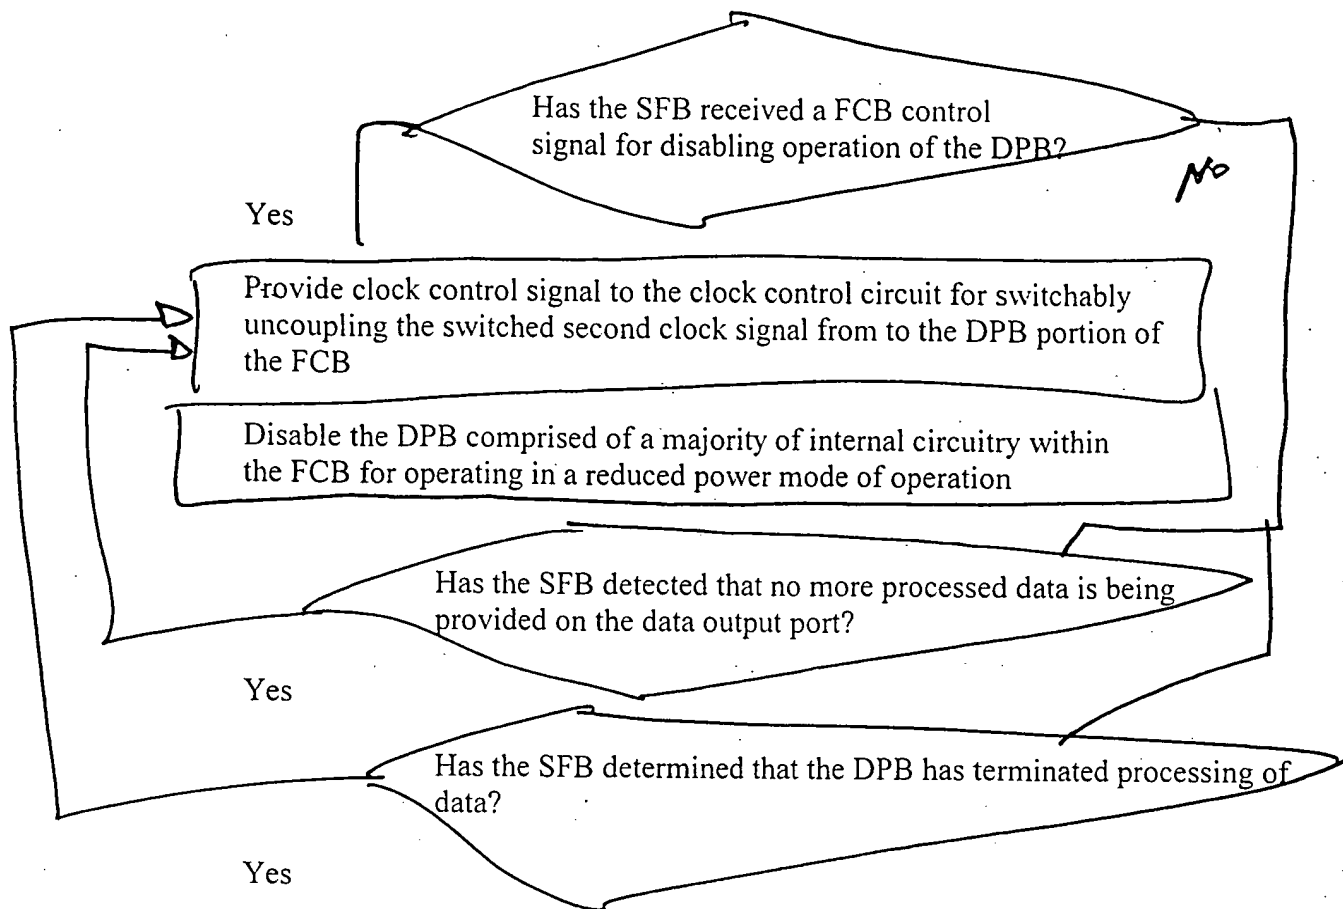 Has the SFB received a FCB control
signal for disabling operation of the DPB?
No
Yes
Provide clock control signal to the clock control circuit for switchably
uncoupling the switched second clock signal from to the DPB portion of
the FCB
Disable the DPB comprised of a majority of internal circuitry within
the FCB for operating in a reduced power mode of operation
Has the SFB detected that no more processed data is being
provided on the data output port?
Yes
Has the SFB determined that the DPB has terminated processing of
data?
Yes